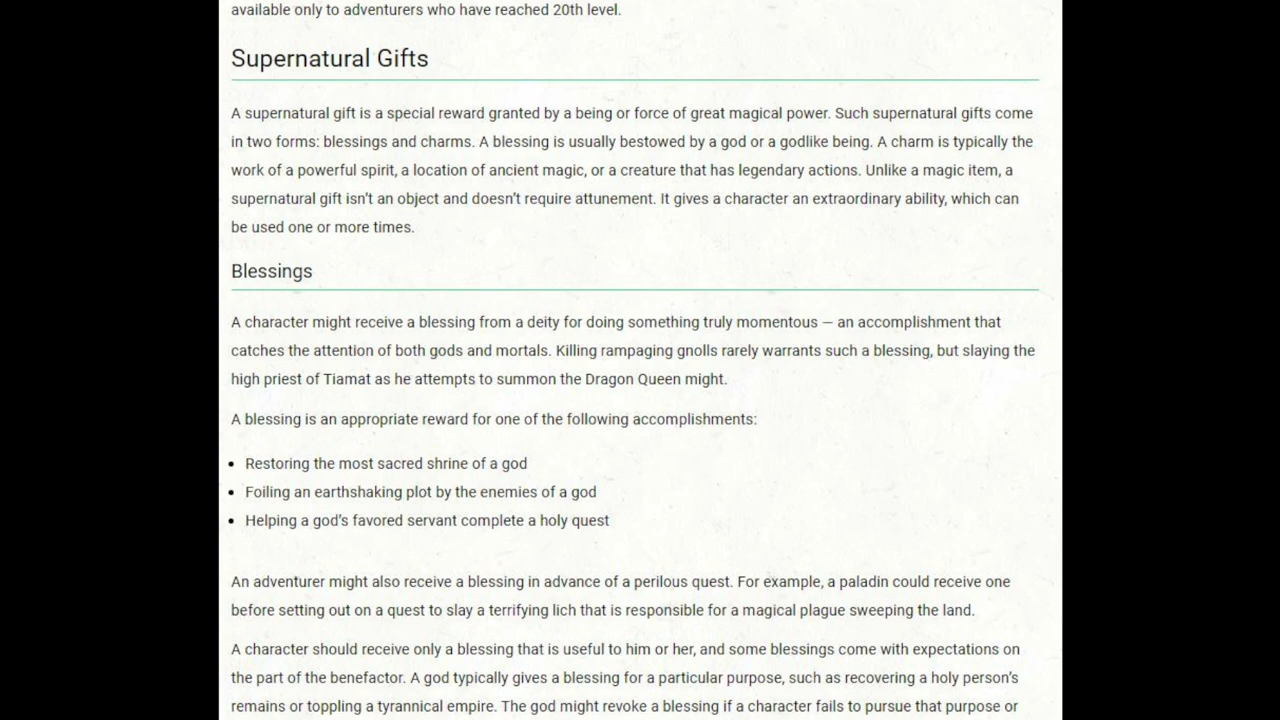 available only to adventurers who have reached 20th level.
Supernatural Gifts
A supernatural gift is a special reward granted by a being or force of great magical power. Such supernatural gifts come
in two forms: blessings and charms. A blessing is usually bestowed by a god or a godlike being. A charm is typically the
work of a powerful spirit, a location of ancient magic, or a creature that has legendary actions. Unlike a magic item, a
supernatural gift isn't an object and doesn't require attunement. It gives a character an extraordinary ability, which can
be used one or more times.
Blessings
A character might receive a blessing from a deity for doing something truly momentous — an accomplishment that
catches the attention of both gods and mortals. Killing rampaging gnolls rarely warrants such a blessing, but slaying the
high priest of Tiamat as he attempts to summon the Dragon Queen might.
A blessing is an appropriate reward for one of the following accomplishments:
• Restoring the most sacred shrine of a god
• Foiling an earthshaking plot by the enemies of a god
• Helping a god's favored servant complete a holy quest
An adventurer might also receive a blessing in advance of a perilous quest. For example, a paladin could receive one
before setting out on a quest to slay a terrifying lich that is responsible for a magical plague sweeping the land.
A character should receive only a blessing that is useful to him or her, and some blessings come with expectations on
the part of the benefactor. A god typically gives a blessing for a particular purpose, such as recovering a holy person's
remains or toppling a tyrannical empire. The god might revoke a blessing if a character fails to pursue that purpose or